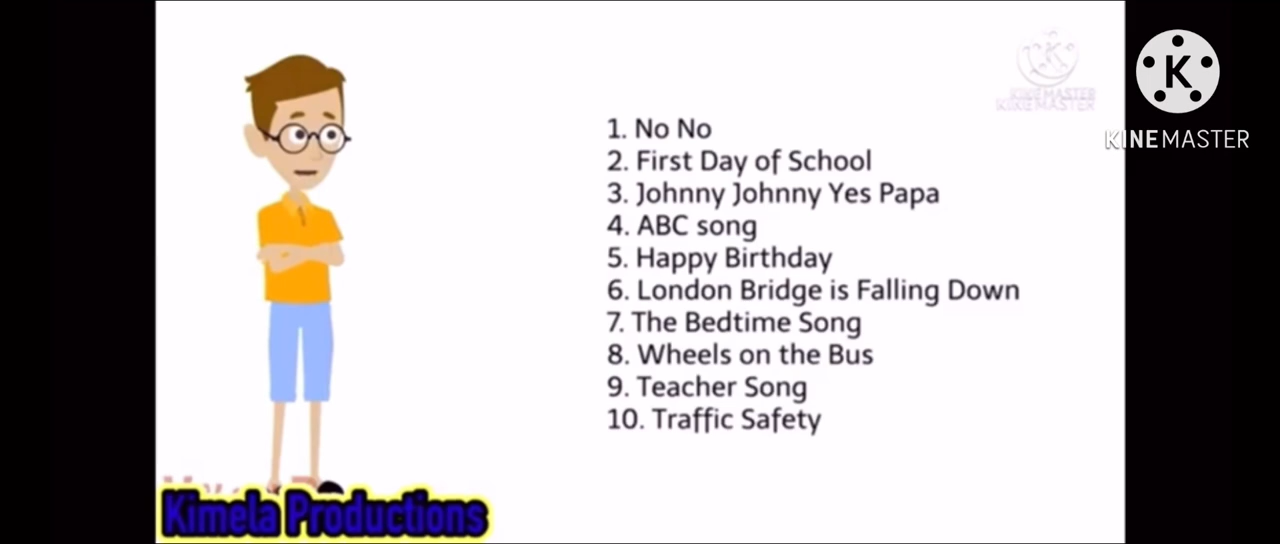 KINEMASTER
KINEMASTER
K
KINEMASTER
1. No No
2. First Day of School
3. Johnny Johnny Yes Papa
4. ABC song
5. Happy Birthday
6. London Bridge is Falling Down
7. The Bedtime Song
8. Wheels on the Bus
9. Teacher Song
10. Traffic Safety
Kimela Productions